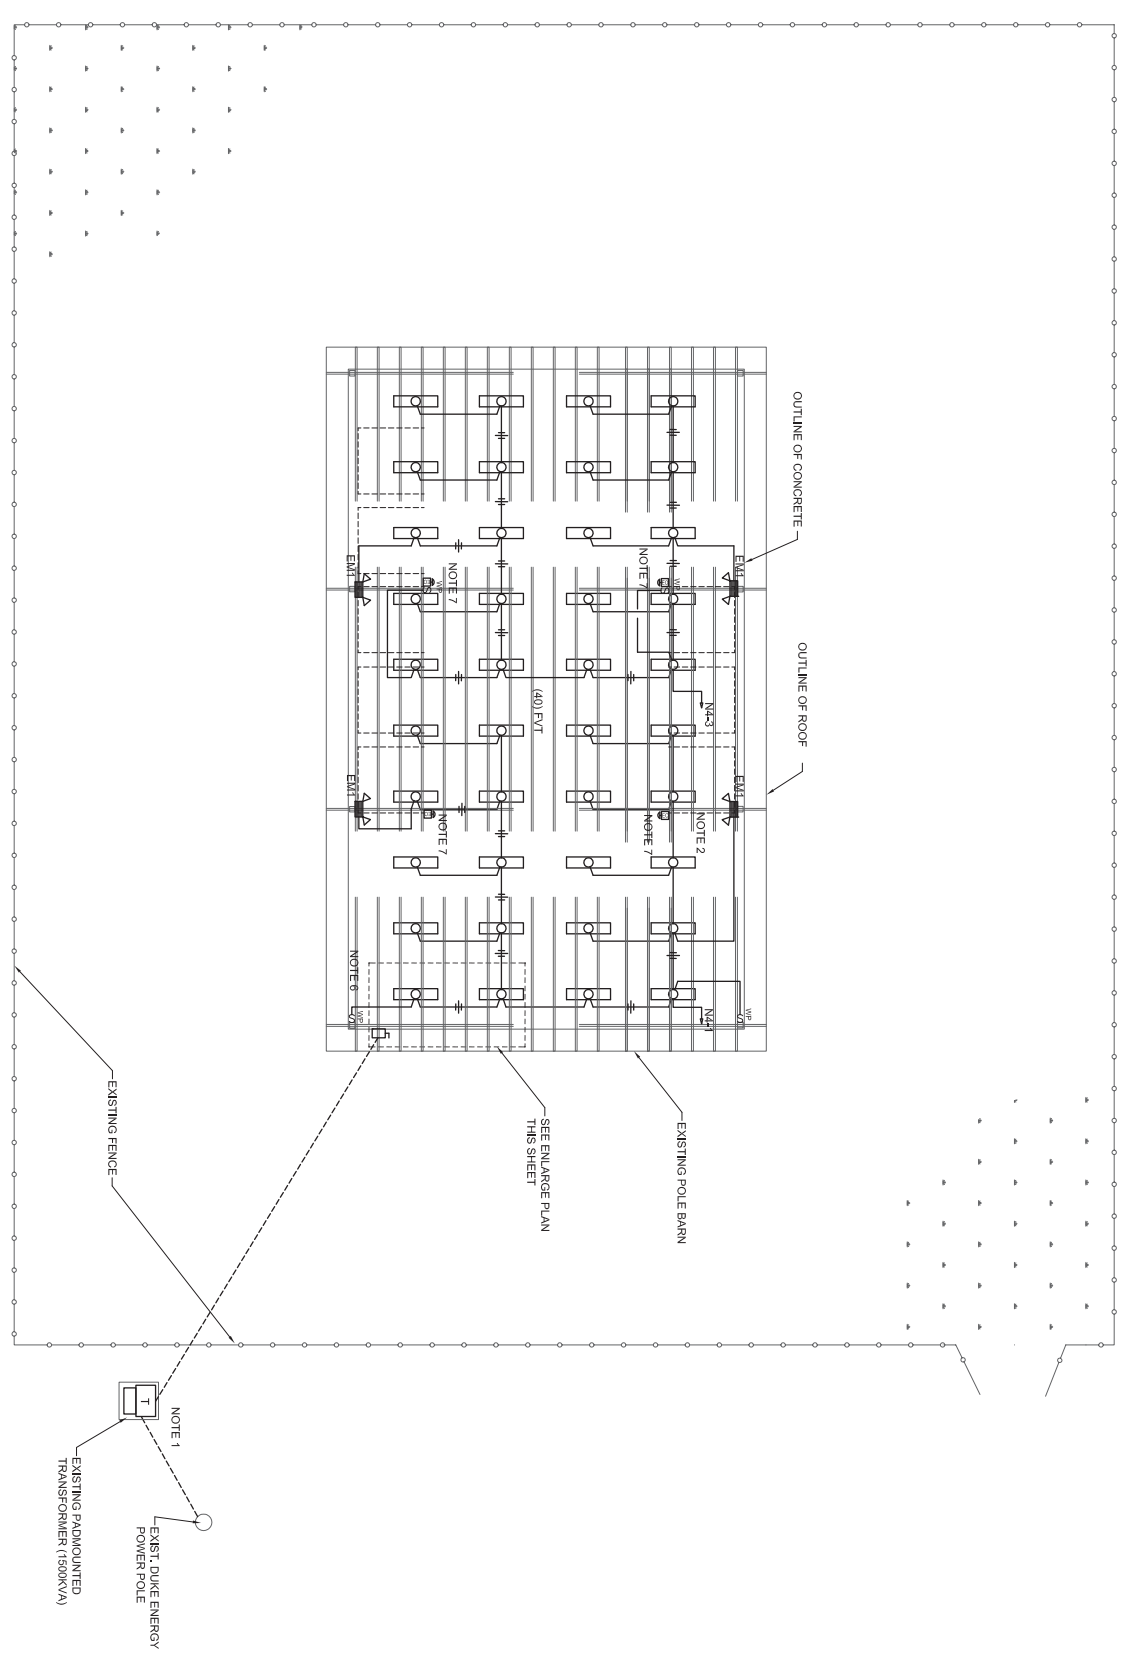 OUTLINE OF CONCRETE
OUTLINE OF ROOF
EM1
EM1
NOTE 7
NOTE 7
WP
WP
S
S
N4-3
(40) FVT
EM1
EM1
NOTE 2
NOTE 7
NOTE 7
NOTE 6
WP
S
WP
S
N4-1
EXISTING POLE BARN
SEE ENLARGE PLAN
THIS SHEET
EXISTING FENCE
NOTE 1
T
EXISTING PADMOUNTED
TRANSFORMER (1500KVA)
EXIST. DUKE ENERGY
POWER POLE